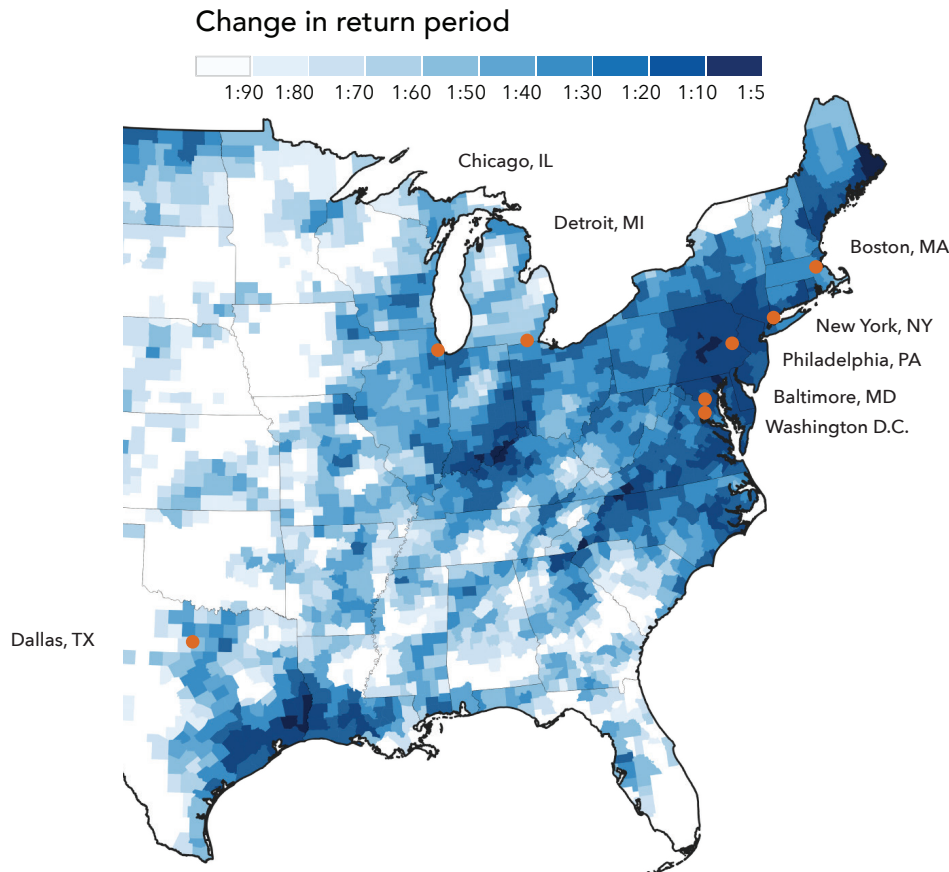 Change in return period
1:90 1:80 1:70 1:60 1:50 1:40 1:30 1:20 1:10 1:5
Chicago, IL
Detroit, MI
Boston, MA
New York, NY
Philadelphia, PA
Baltimore, MD
Washington D.C.
Dallas, TX